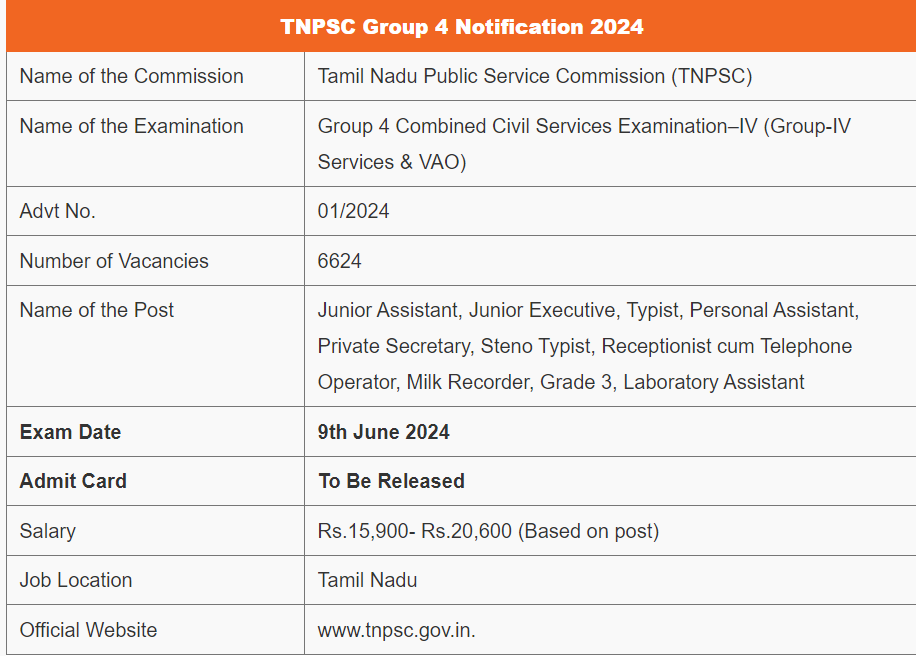 TNPSC Group 4 Notification 2024
Name of the Commission
Tamil Nadu Public Service Commission (TNPSC)
Name of the Examination
Group 4 Combined Civil Services Examination–IV (Group-IV
Services & VAO)
Advt No.
01/2024
Number of Vacancies
6624
Name of the Post
Junior Assistant, Junior Executive, Typist, Personal Assistant,
Private Secretary, Steno Typist, Receptionist cum Telephone
Operator, Milk Recorder, Grade 3, Laboratory Assistant
Exam Date
9th June 2024
Admit Card
To Be Released
Salary
Rs.15,900- Rs.20,600 (Based on post)
Job Location
Tamil Nadu
Official Website
www.tnpsc.gov.in.